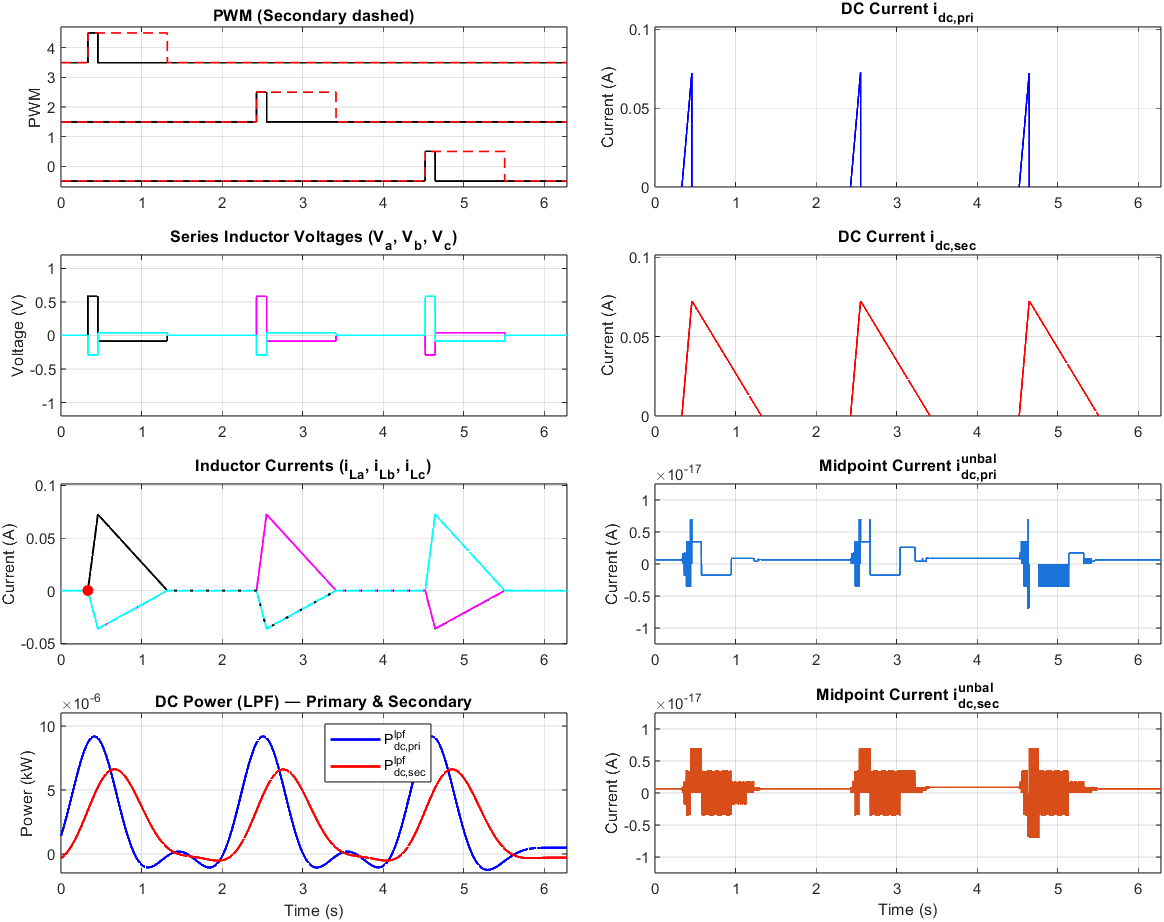 PWM (Secondary dashed)
PWM
4
3
2
1
0
0 1 2 3 4 5 6
DC Current i_dc,pri
Current (A)
0.1
0.05
0
0 1 2 3 4 5 6
Series Inductor Voltages (V_a, V_b, V_c)
Voltage (V)
1
0.5
0
-0.5
-1
0 1 2 3 4 5 6
DC Current i_dc,sec
Current (A)
0.1
0.05
0
0 1 2 3 4 5 6
Inductor Currents (i_La, i_Lb, i_Lc)
Current (A)
0.1
0.05
0
-0.05
0 1 2 3 4 5 6
Midpoint Current i^unbal_dc,pri
×10^-17
Current (A)
1
0.5
0
-0.5
-1
0 1 2 3 4 5 6
DC Power (LPF) — Primary & Secondary
×10^-6
Power (kW)
10
5
0
P^lpf_dc,pri
P^lpf_dc,sec
0 1 2 3 4 5 6
Time (s)
Midpoint Current i^unbal_dc,sec
×10^-17
Current (A)
1
0.5
0
-0.5
-1
0 1 2 3 4 5 6
Time (s)